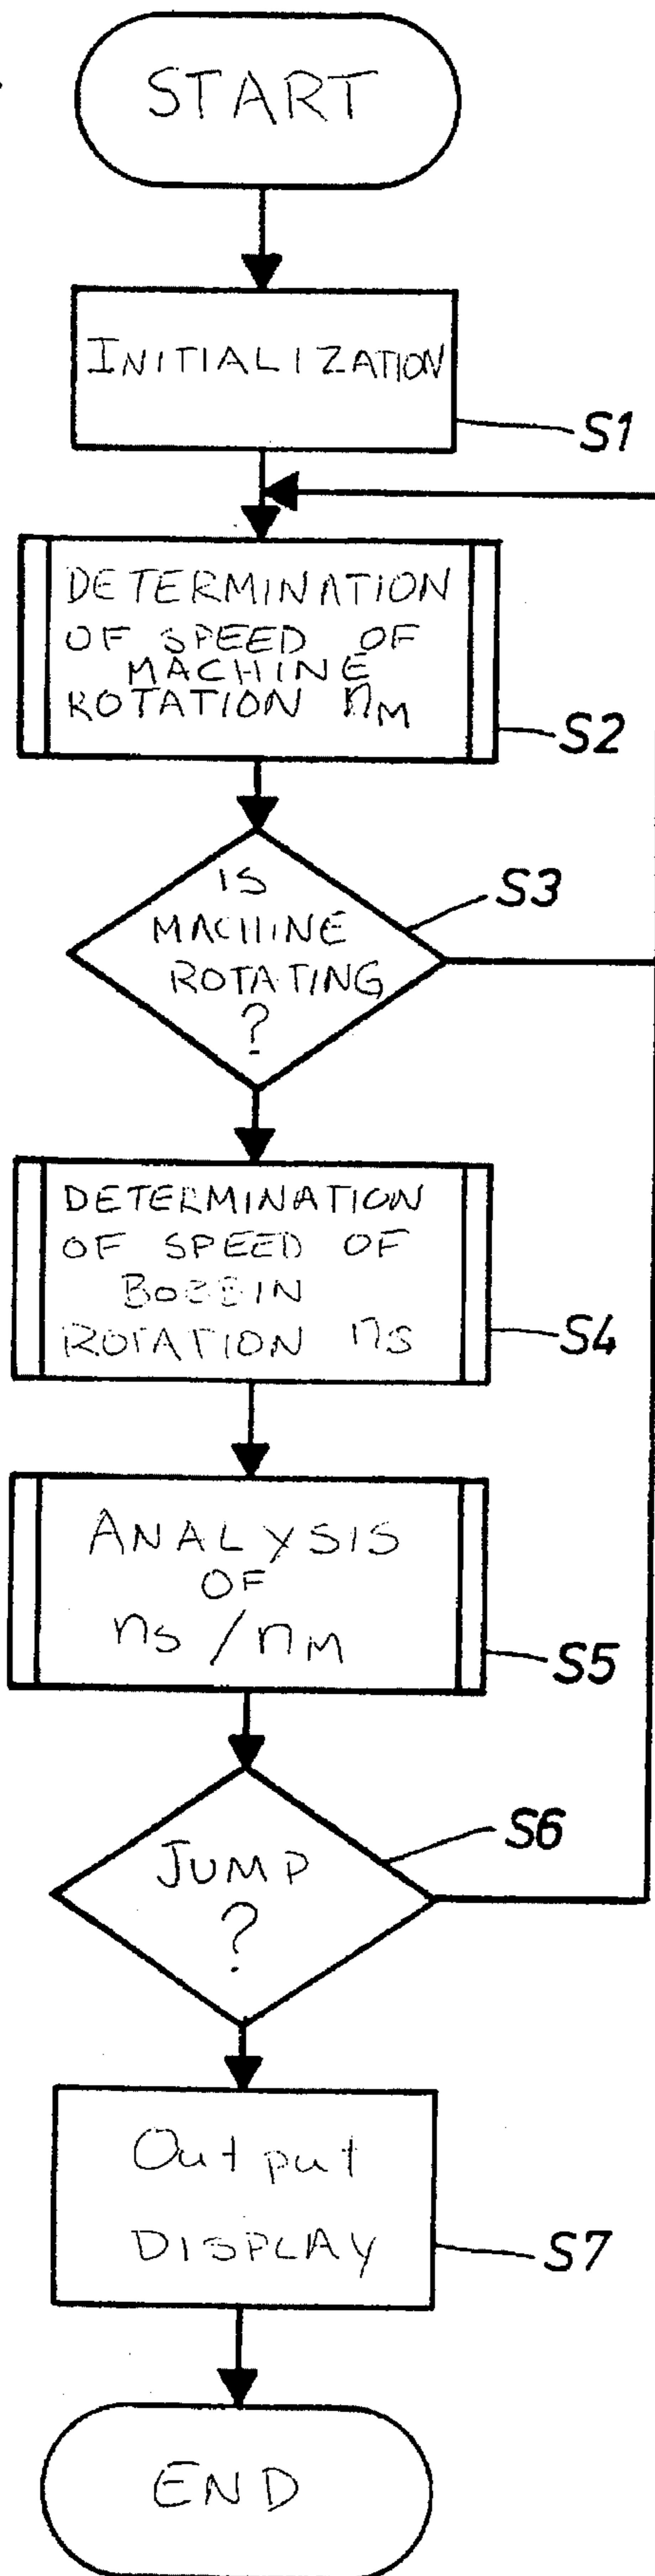 START
INITIALIZATION
S1
DETERMINATION
OF SPEED OF
MACHINE
ROTATION nM
S2
IS
MACHINE
ROTATING
?
S3
DETERMINATION
OF SPEED OF
BOBBIN
ROTATION nS
S4
ANALYSIS
OF
nS / nM
S5
JUMP
?
S6
Output
DISPLAY
S7
END